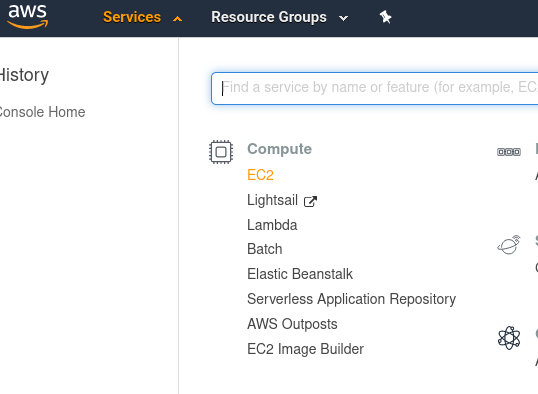 aws
Services
Resource Groups
History
Console Home
Find a service by name or feature (for example, EC
Compute
EC2
Lightsail
Lambda
Batch
Elastic Beanstalk
Serverless Application Repository
AWS Outposts
EC2 Image Builder